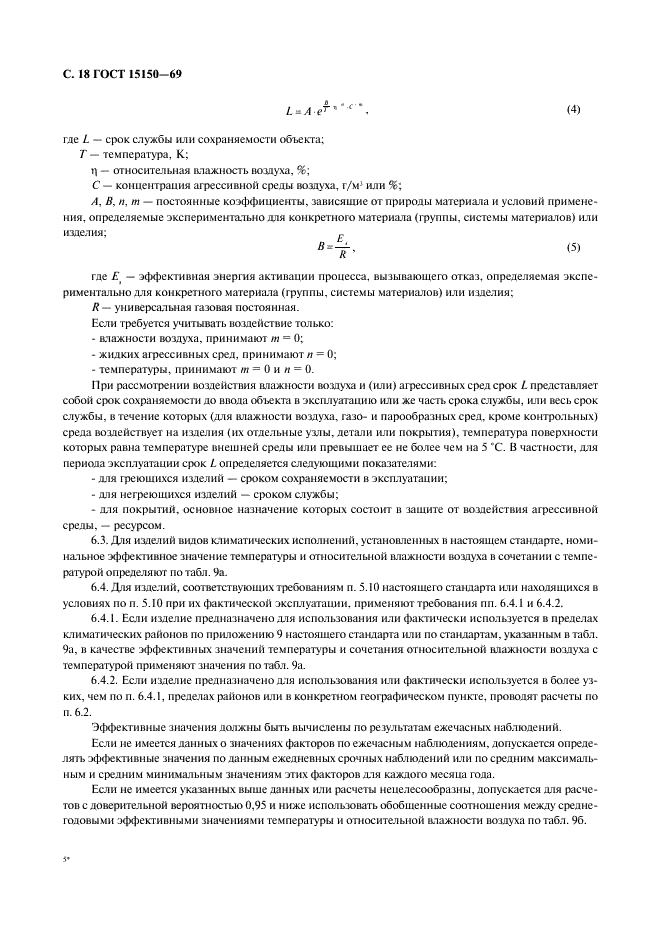 С. 18 ГОСТ 15150—69
L = A · e^(B/T) · η^n · C^m, (4)
где L — срок службы или сохраняемости объекта;
T — температура, К;
η — относительная влажность воздуха, %;
C — концентрация агрессивной среды воздуха, г/м³ или %;
A, B, n, m — постоянные коэффициенты, зависящие от природы материала и условий примене-
ния, определяемые экспериментально для конкретного материала (группы, системы материалов) или
изделия;
B = E_э / R, (5)
где E_э — эффективная энергия активации процесса, вызывающего отказ, определяемая экспе-
риментально для конкретного материала (группы, системы материалов) или изделия;
R — универсальная газовая постоянная.
Если требуется учитывать воздействие только:
- влажности воздуха, принимают m = 0;
- жидких агрессивных сред, принимают n = 0;
- температуры, принимают m = 0 и n = 0.
При рассмотрении воздействия влажности воздуха и (или) агрессивных сред срок L представляет
собой срок сохраняемости до ввода объекта в эксплуатацию или же часть срока службы, или весь срок
службы, в течение которых (для влажности воздуха, газо- и парообразных сред, кроме контрольных)
среда воздействует на изделия (их отдельные узлы, детали или покрытия), температура поверхности
которых равна температуре внешней среды или превышает ее не более чем на 5 °С. В частности, для
периода эксплуатации срок L определяется следующими показателями:
- для греющихся изделий — сроком сохраняемости в эксплуатации;
- для негреющихся изделий — сроком службы;
- для покрытий, основное назначение которых состоит в защите от воздействия агрессивной
среды, — ресурсом.
6.3. Для изделий видов климатических исполнений, установленных в настоящем стандарте, номи-
нальное эффективное значение температуры и относительной влажности воздуха в сочетании с темпе-
ратурой определяют по табл. 9а.
6.4. Для изделий, соответствующих требованиям п. 5.10 настоящего стандарта или находящихся в
условиях по п. 5.10 при их фактической эксплуатации, применяют требования пп. 6.4.1 и 6.4.2.
6.4.1. Если изделие предназначено для использования или фактически используется в пределах
климатических районов по приложению 9 настоящего стандарта или по стандартам, указанным в табл.
9а, в качестве эффективных значений температуры и сочетания относительной влажности воздуха с
температурой применяют значения по табл. 9а.
6.4.2. Если изделие предназначено для использования или фактически используется в более уз-
ких, чем по п. 6.4.1, пределах районов или в конкретном географическом пункте, проводят расчеты по
п. 6.2.
Эффективные значения должны быть вычислены по результатам ежечасных наблюдений.
Если не имеется данных о значениях факторов по ежечасным наблюдениям, допускается опреде-
лять эффективные значения по данным ежедневных срочных наблюдений или по средним максималь-
ным и средним минимальным значениям этих факторов для каждого месяца года.
Если не имеется указанных выше данных или расчеты нецелесообразны, допускается для расче-
тов с доверительной вероятностью 0,95 и ниже использовать обобщенные соотношения между средне-
годовыми эффективными значениями температуры и относительной влажности воздуха по табл. 9б.
5*